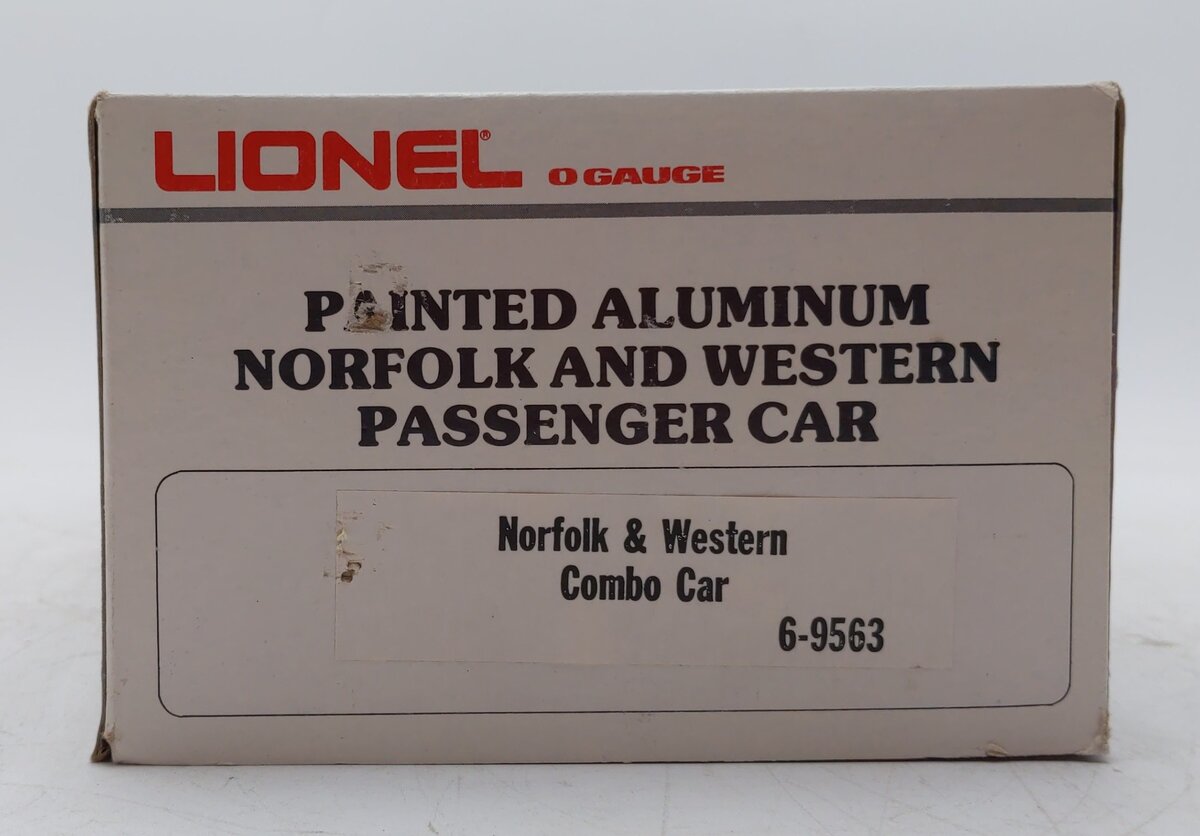 LIONEL® O GAUGE
PAINTED ALUMINUM
NORFOLK AND WESTERN
PASSENGER CAR
Norfolk & Western
Combo Car
6-9563